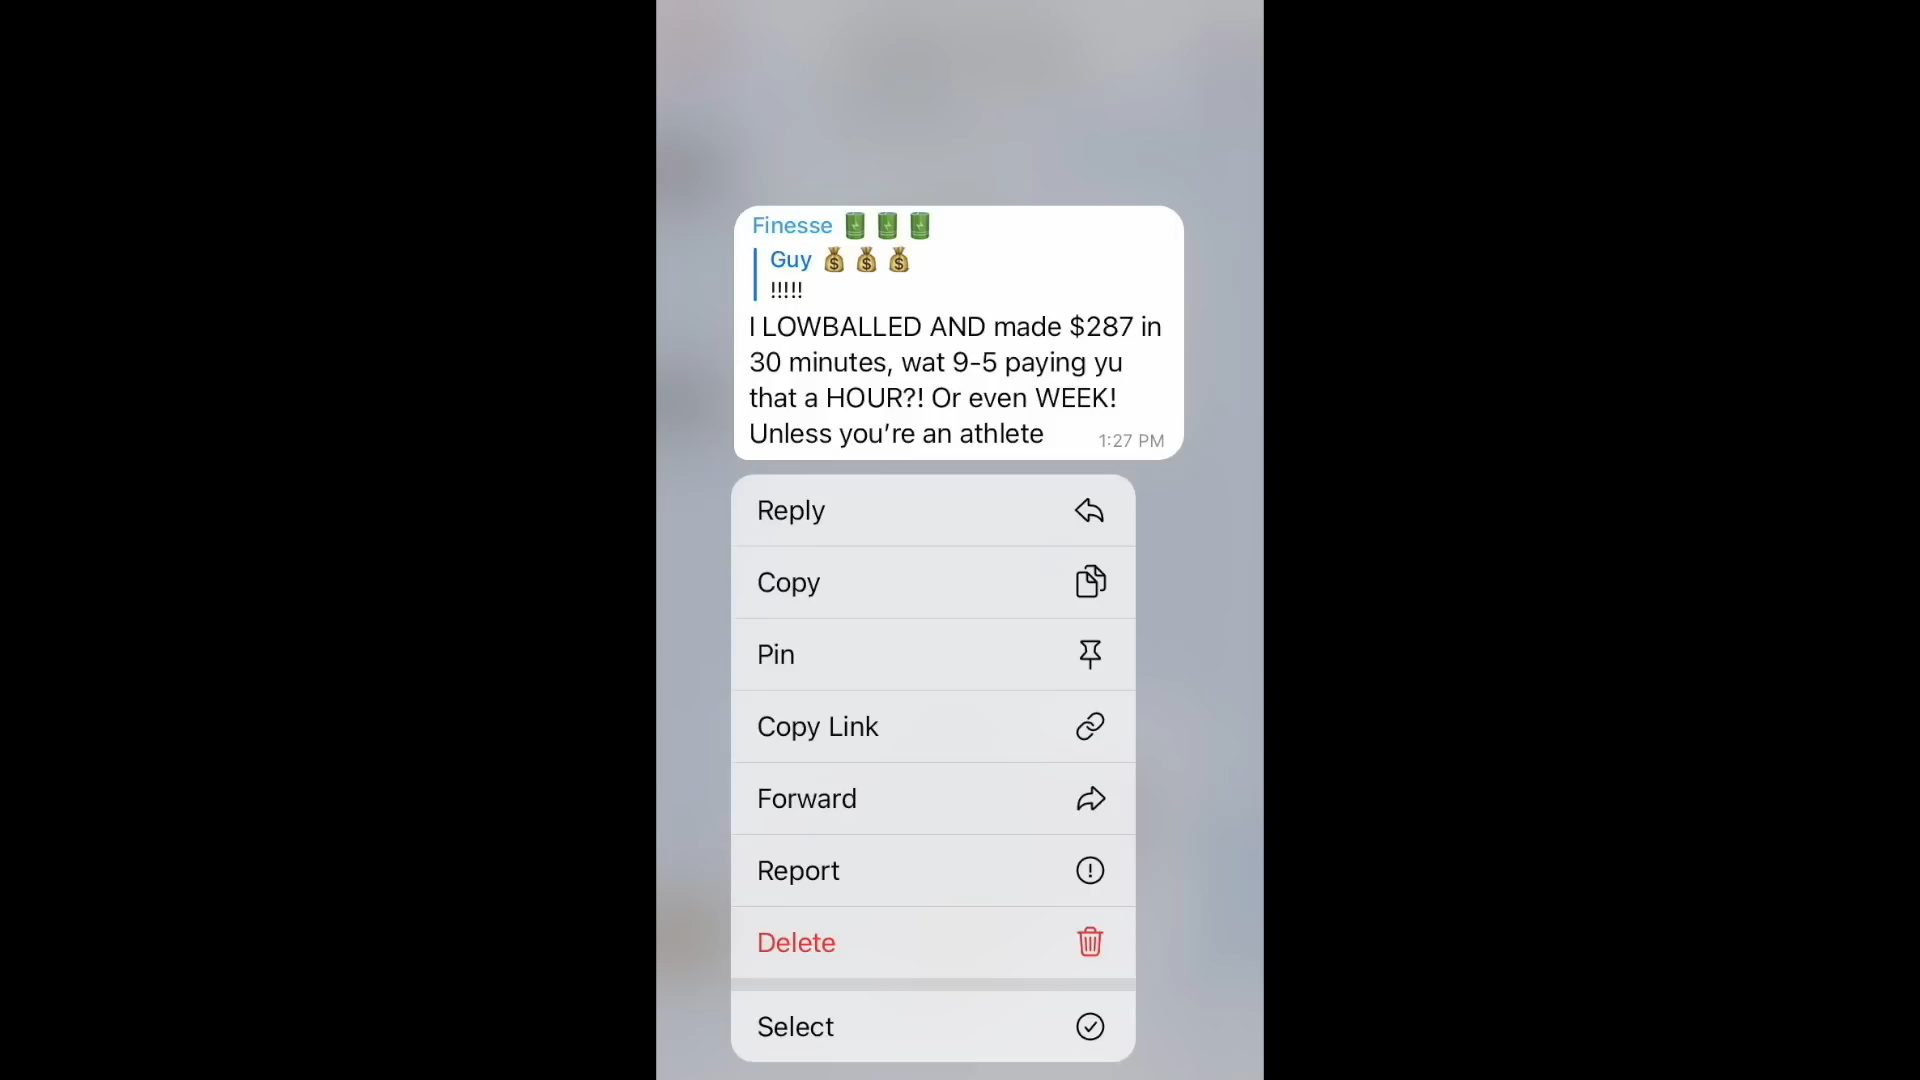 Finesse
Guy
!!!!!
I LOWBALLED AND made $287 in
30 minutes, wat 9-5 paying yu
that a HOUR?! Or even WEEK!
Unless you’re an athlete
1:27 PM
Reply
Copy
Pin
Copy Link
Forward
Report
Delete
Select